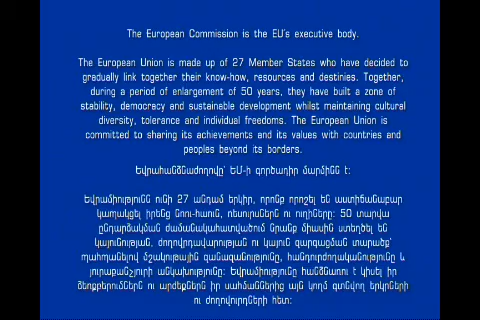 The European Commission is the EU's executive body.
The European Union is made up of 27 Member States who have decided to
gradually link together their know-how, resources and destinies. Together,
during a period of enlargement of 50 years, they have built a zone of
stability, democracy and sustainable development whilst maintaining cultural
diversity, tolerance and individual freedoms. The European Union is
committed to sharing its achievements and its values with countries and
peoples beyond its borders.
Եվրահանձնաժողովը՝ ԵՄ-ի գործադիր մարմինն է:
Եվրամիությունն ունի 27 անդամ երկիր, որոնք որոշել են աստիճանաբար
կապակցել իրենց նոու-հաուն, ռեսուրսներն ու ուղիները: 50 տարվա
ընդարձակման ժամանակահատվածում նրանք միասին ստեղծել են
կայունության, ժողովրդավարության ու կայուն զարգացման տարածք՝
պահպանելով մշակութային զանազանությունը, հանդուրժողականությունը և
յուրաքանչյուրի անկախությունը: Եվրամիությունը հանձնառու է կիսել իր
ձեռքբերումներն ու արժեքներն իր սահմաններից այն կողմ գտնվող երկրների
ու ժողովուրդների հետ: